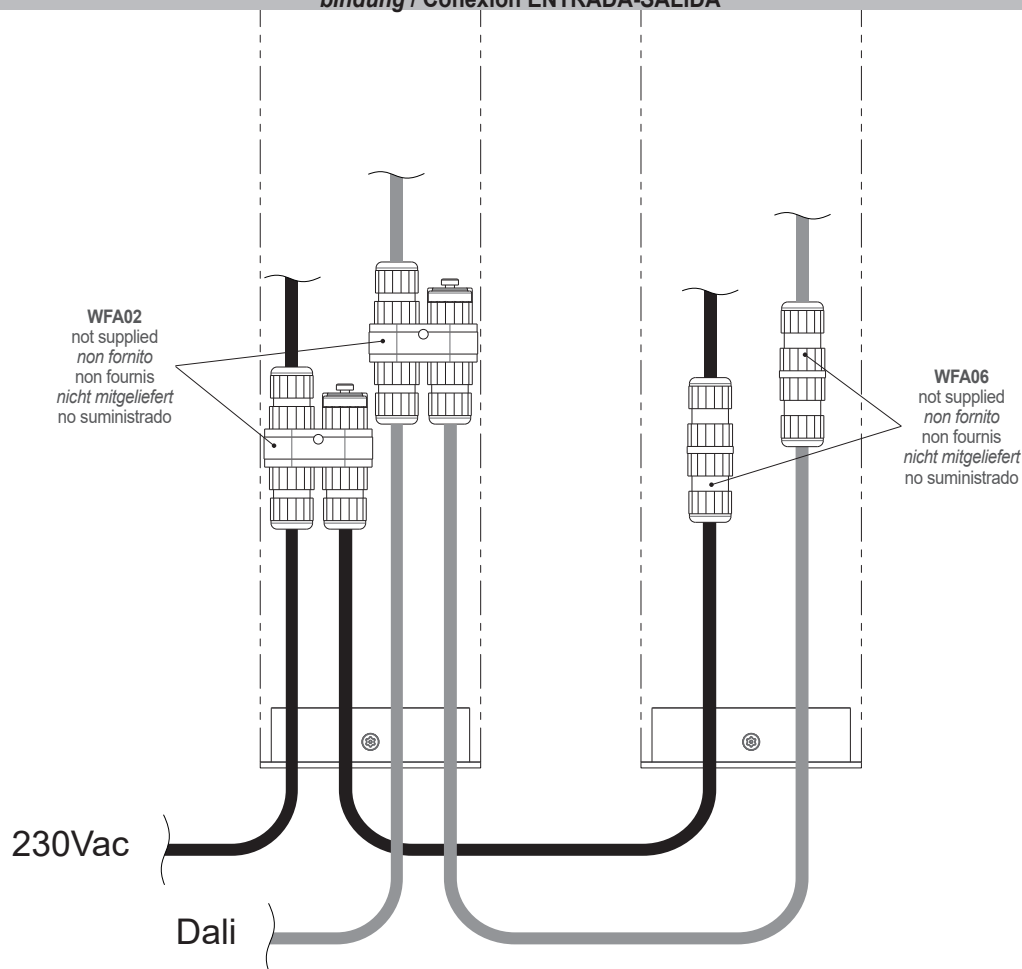 bindung / Conexión ENTRADA-SALIDA
WFA02
not supplied
non fornito
non fournis
nicht mitgeliefert
no suministrado
WFA06
not supplied
non fornito
non fournis
nicht mitgeliefert
no suministrado
230Vac
Dali